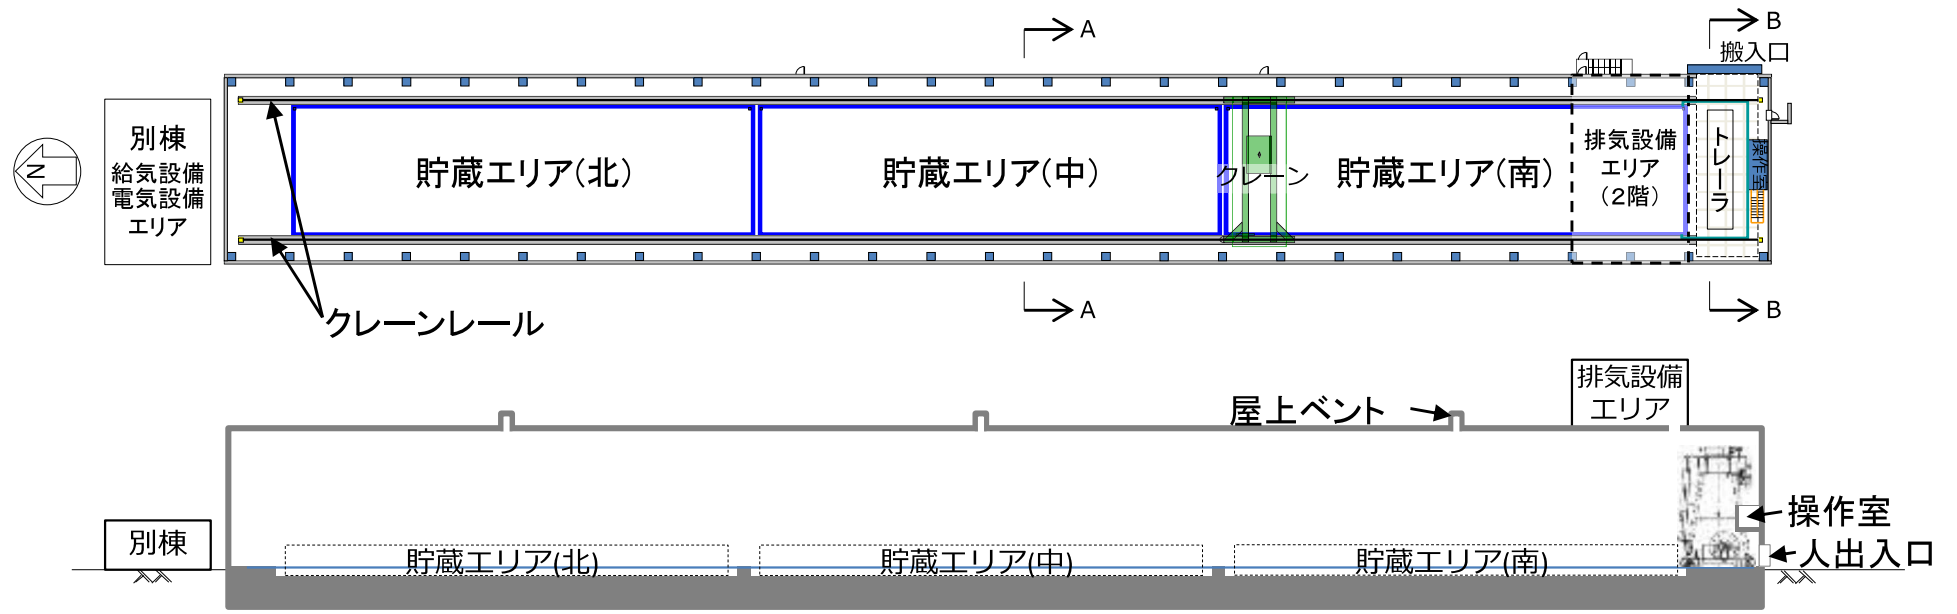 A
B
搬入口
別棟
給気設備
電気設備
エリア
N
貯蔵エリア(北)
貯蔵エリア(中)
クレーン
貯蔵エリア(南)
排気設備
エリア
(2階)
トレーラ
操作室
クレーンレール
A
B
排気設備
エリア
屋上ベント
別棟
貯蔵エリア(北)
貯蔵エリア(中)
貯蔵エリア(南)
操作室
人出入口